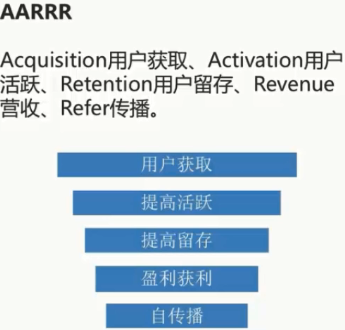 AARRR
Acquisition用户获取、Activation用户
活跃、Retention用户留存、Revenue
营收、Refer传播。
用户获取
提高活跃
提高留存
盈利获利
自传播